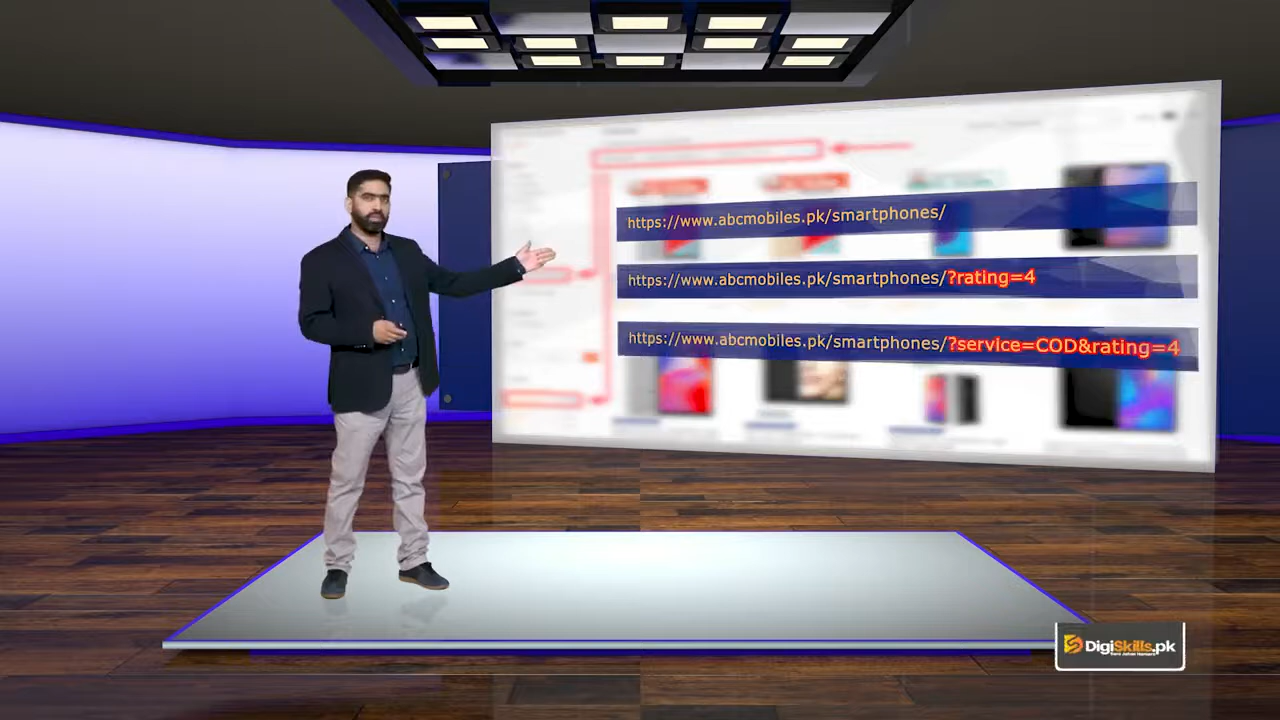 https://www.abcmobiles.pk/smartphones/
https://www.abcmobiles.pk/smartphones/?rating=4
https://www.abcmobiles.pk/smartphones/?service=COD&rating=4
DigiSkills.pk